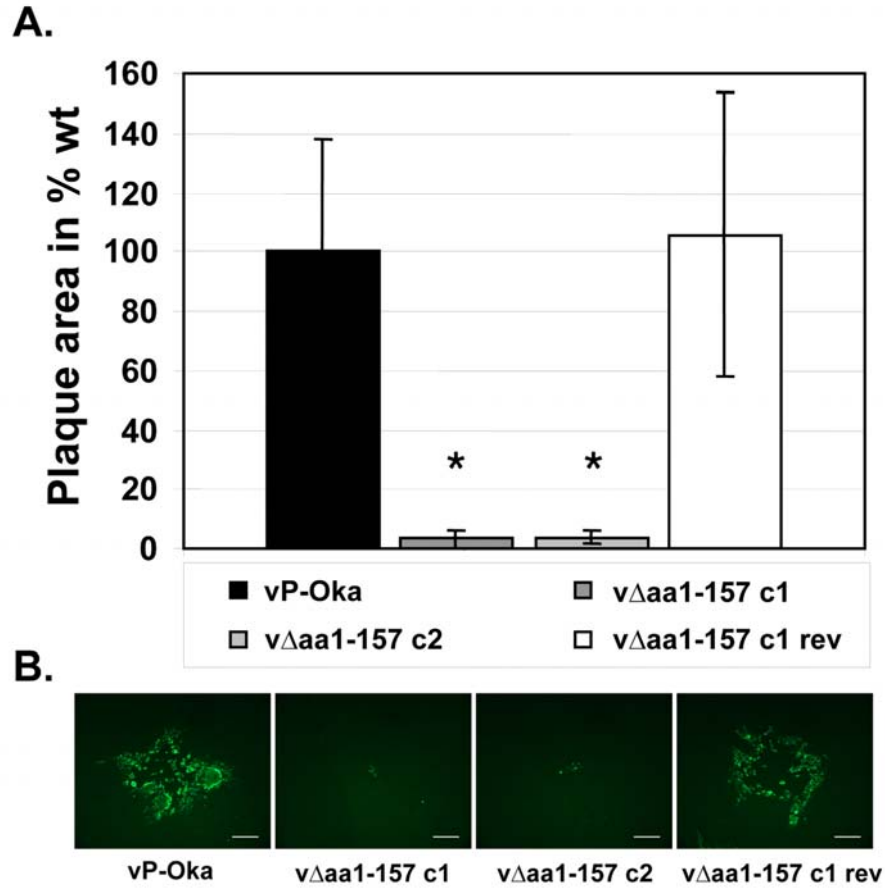 A.
Plaque area in % wt
160
140
120
100
80
60
40
20
0
* *
vP-Oka vΔaa1-157 c1
vΔaa1-157 c2 vΔaa1-157 c1 rev
B.
vP-Oka vΔaa1-157 c1 vΔaa1-157 c2 vΔaa1-157 c1 rev